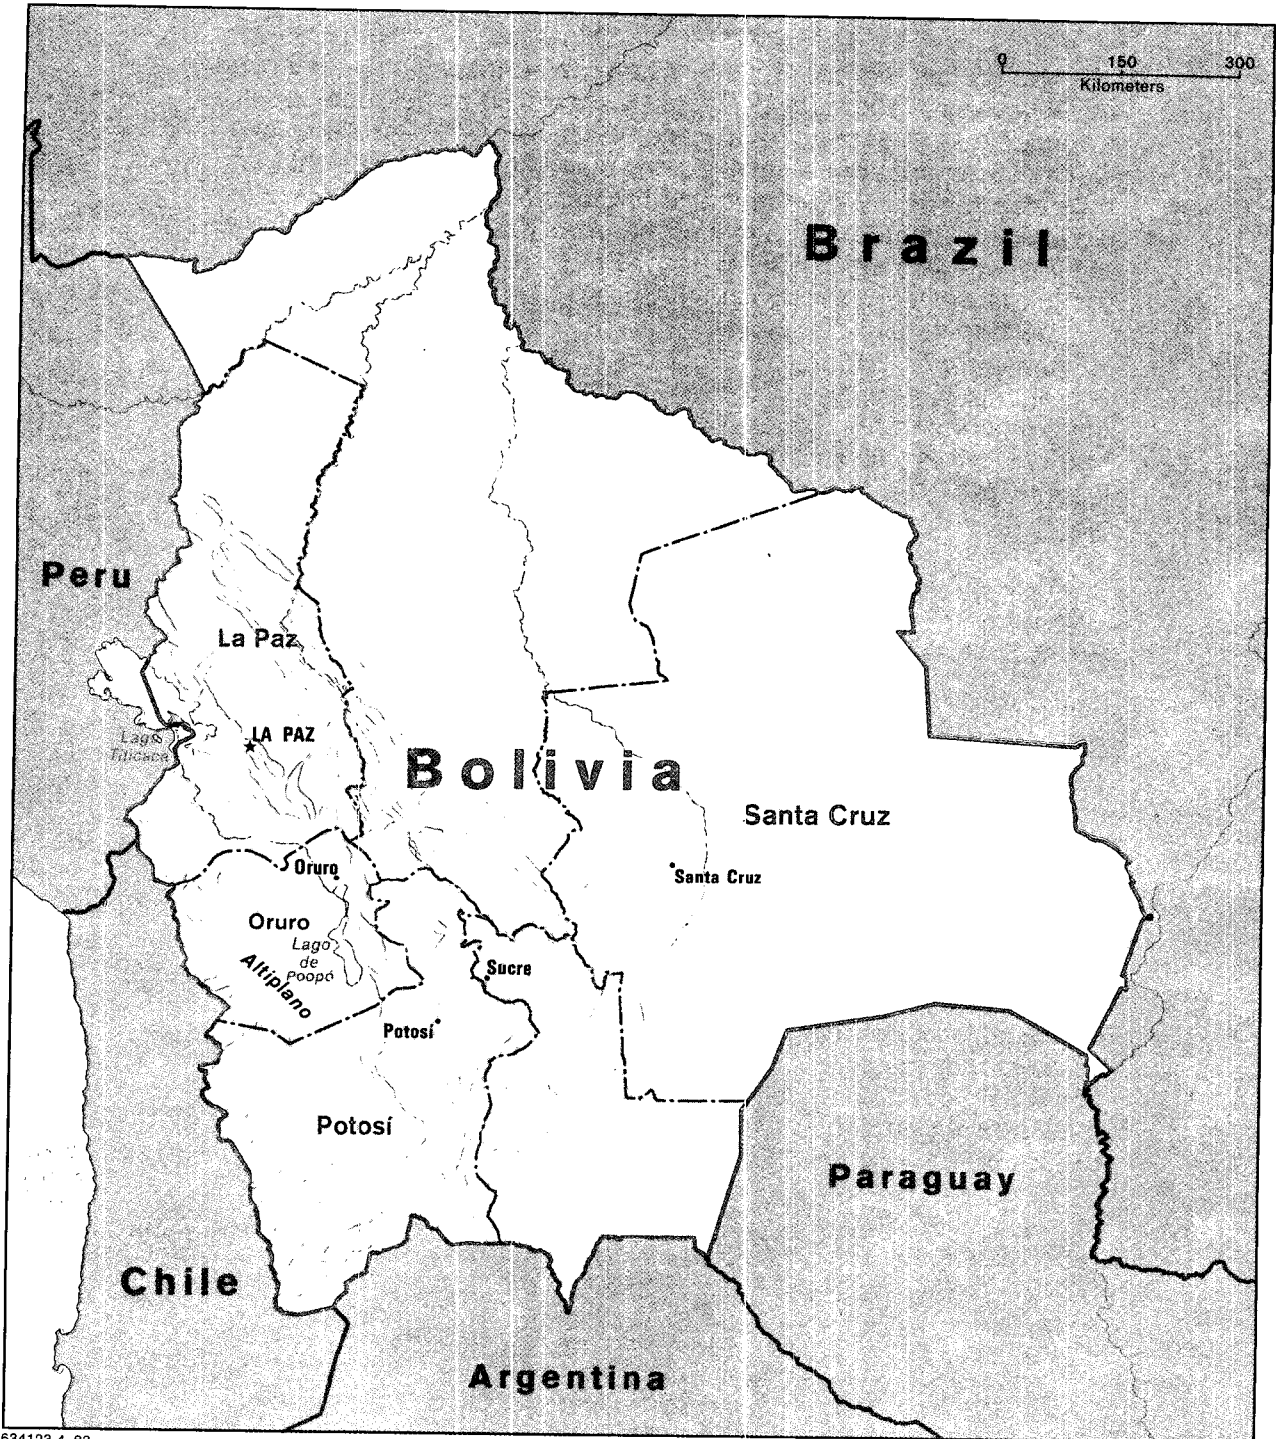 0 150 300
Kilometers
Brazil
Peru
La Paz
LA PAZ
Lago
Titicaca
Bolivia
Santa Cruz
Santa Cruz
Oruro
Oruro
Lago
de
Poopó
Altiplano
Sucre
Potosí
Potosí
Paraguay
Chile
Argentina